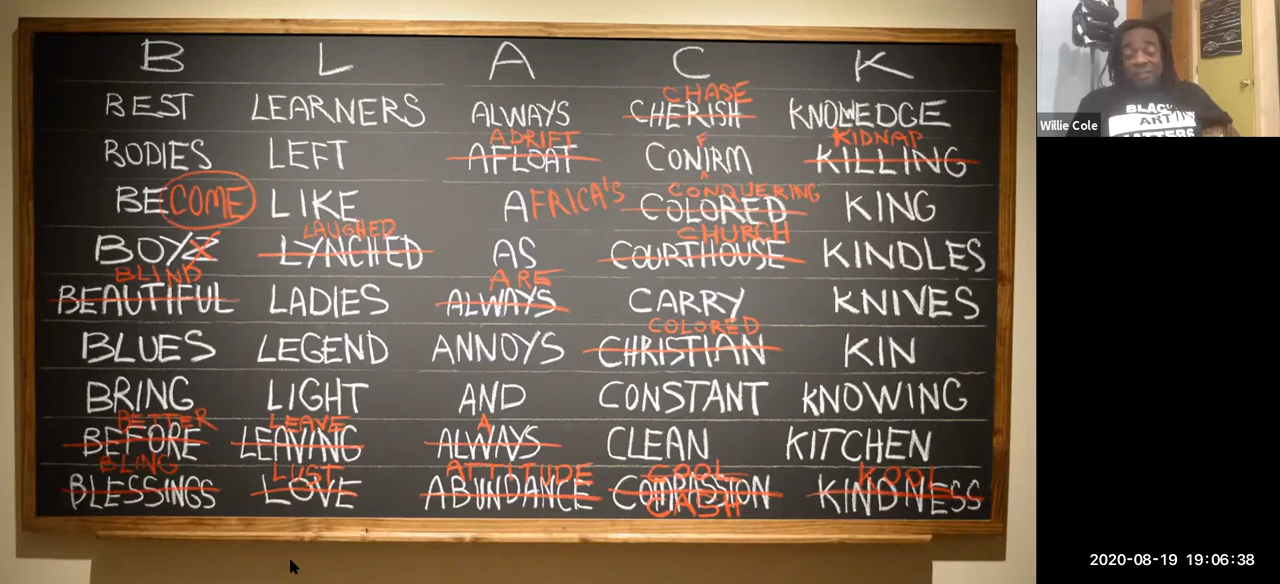 B L A C K
CHASE
BEST LEARNERS ALWAYS CHERISH KNOWEDGE
ADRIFT F KIDNAP
BODIES LEFT AFLOAT CONIRM KILLING
CONQUERING
BECOME LIKE AFRICA'S COLORED KING
LAUGHED CHURCH
BOYZ LYNCHED AS COURTHOUSE KINDLES
BLIND ARE
BEAUTIFUL LADIES ALWAYS CARRY KNIVES
COLORED
BLUES LEGEND ANNOYS CHRISTIAN KIN
BRING LIGHT AND CONSTANT KNOWING
BETTER LEAVE A
BEFORE LEAVING ALWAYS CLEAN KITCHEN
BLING LUST ATTITUDE COOL KOOL
BLESSINGS LOVE ABUNDANCE COMPASSION KINDNESS
CASH
BLACK
ART
MATTERS
Willie Cole
2020-08-19 19:06:38